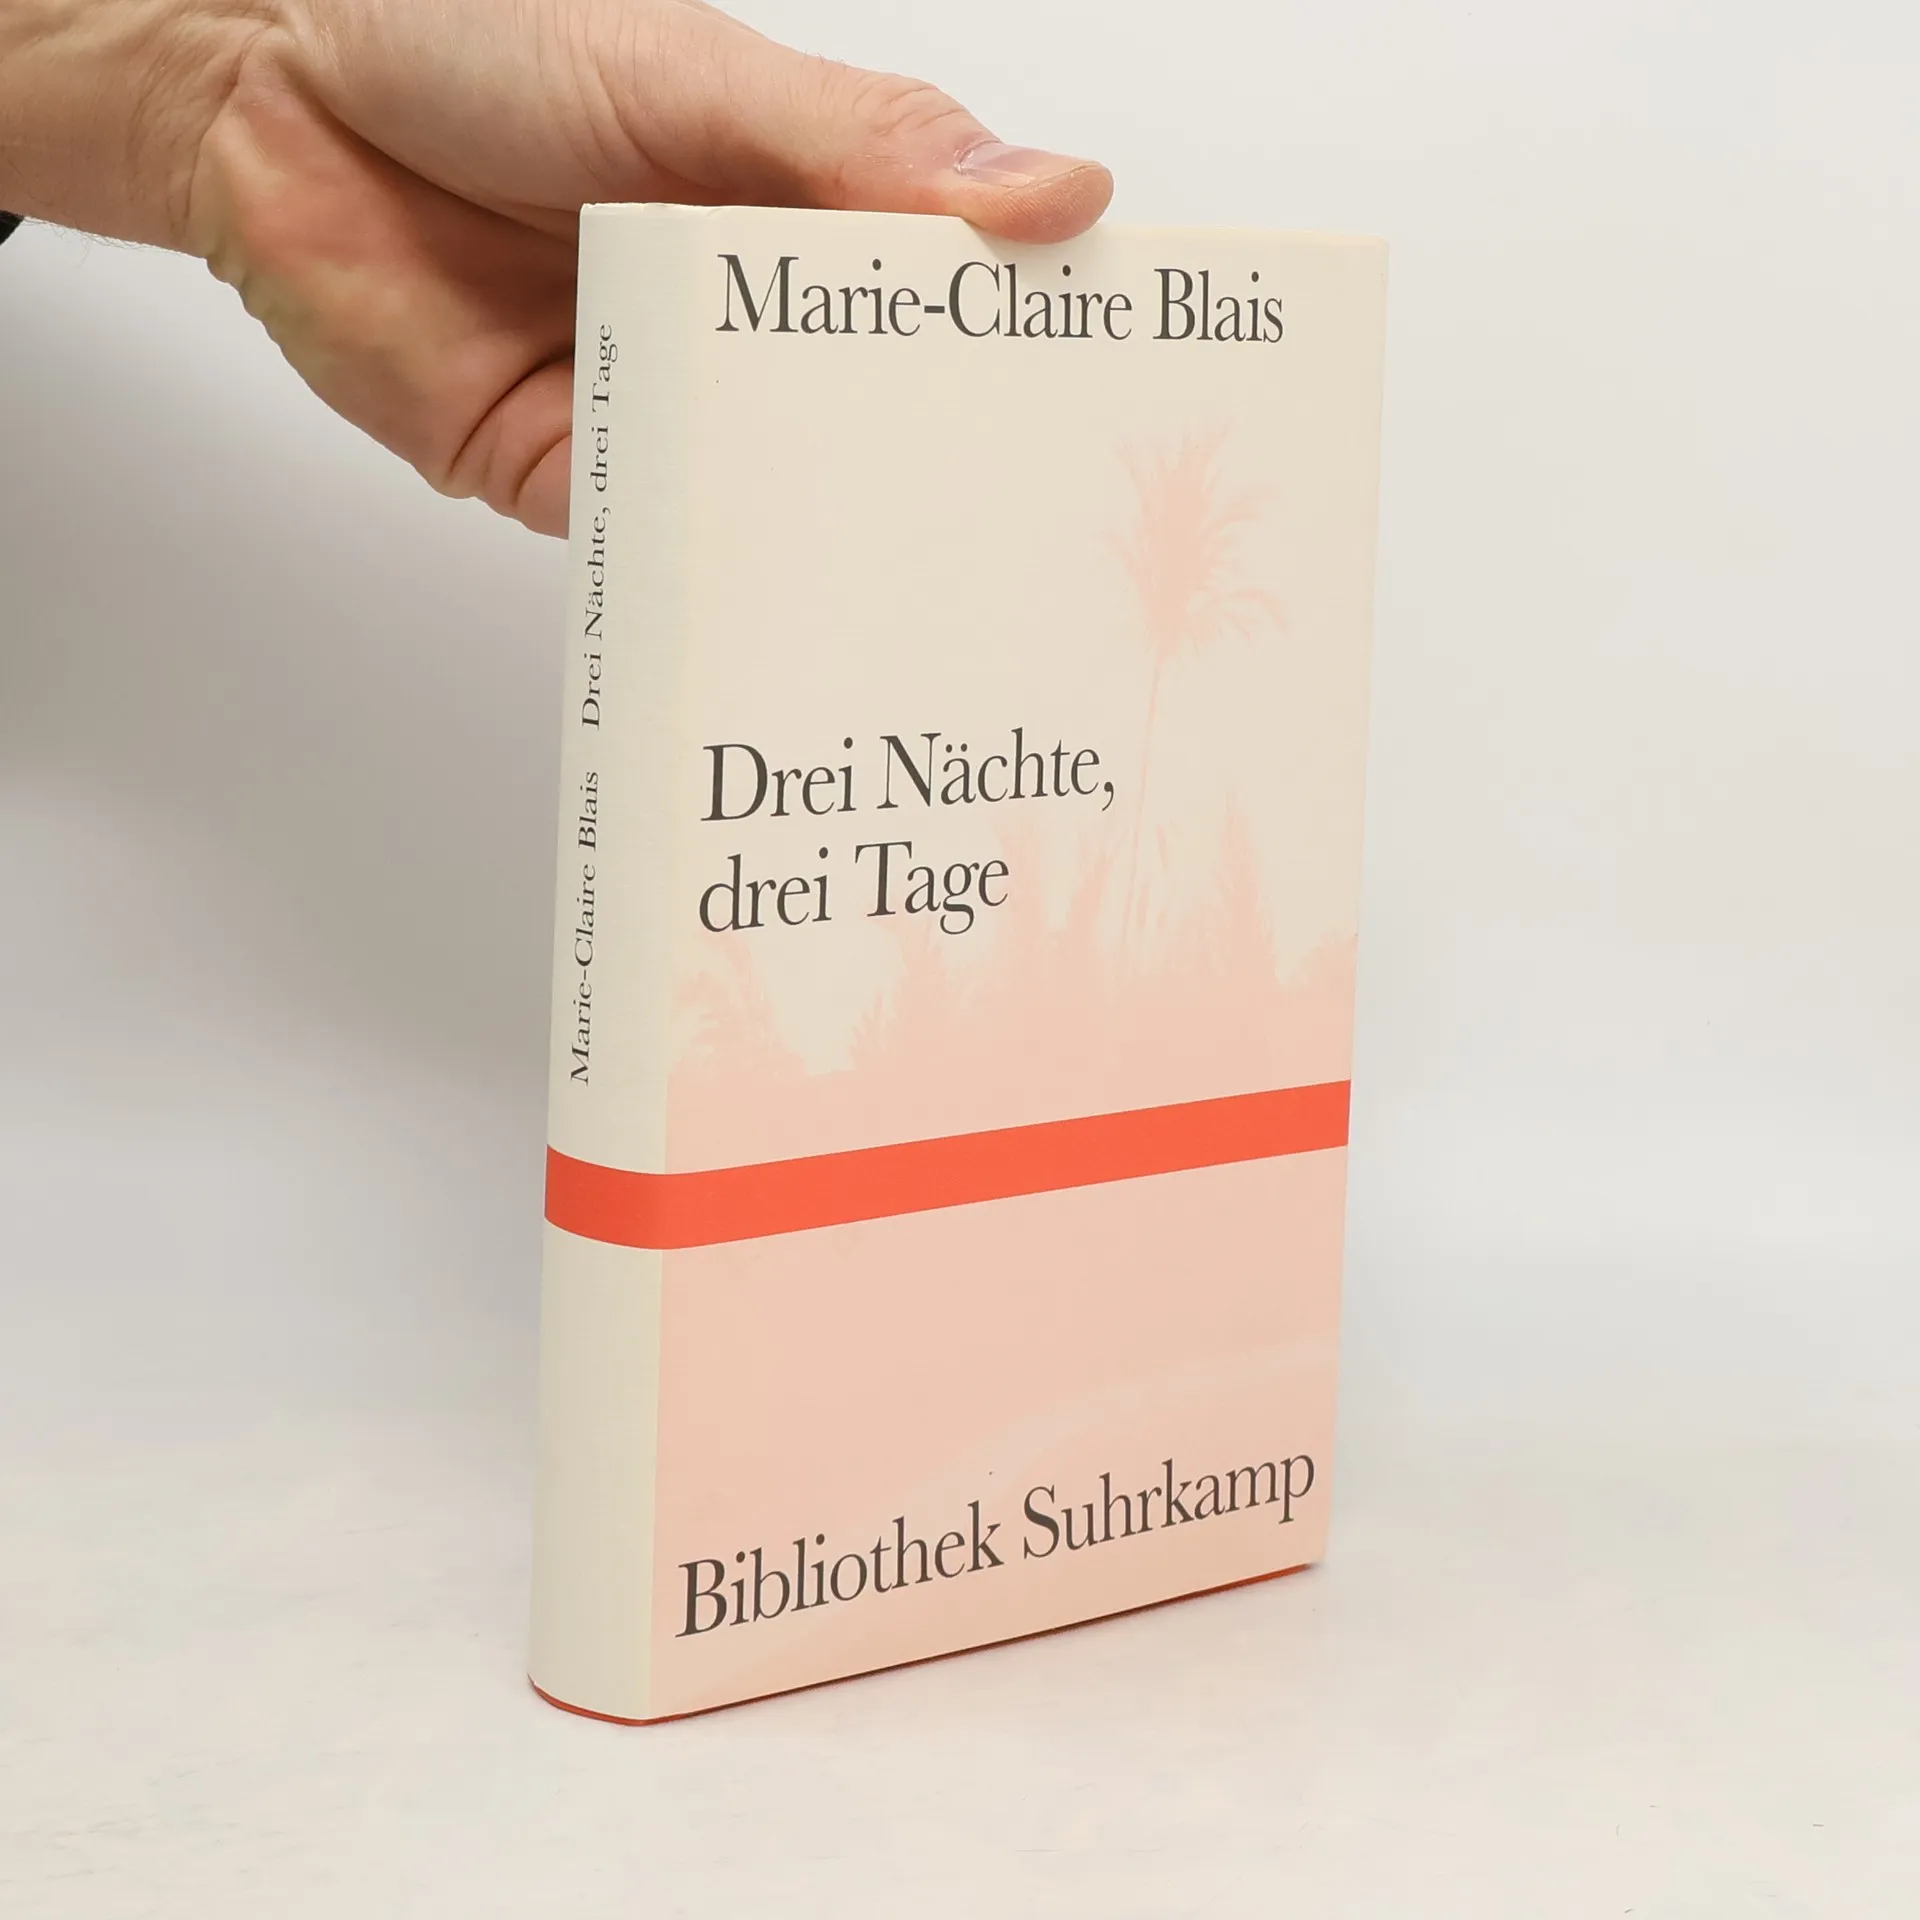 Marie-Claire Blais
Drei Nächte,
drei Tage
Bibliothek Suhrkamp
Marie-Claire Blais Drei Nächte, drei Tage